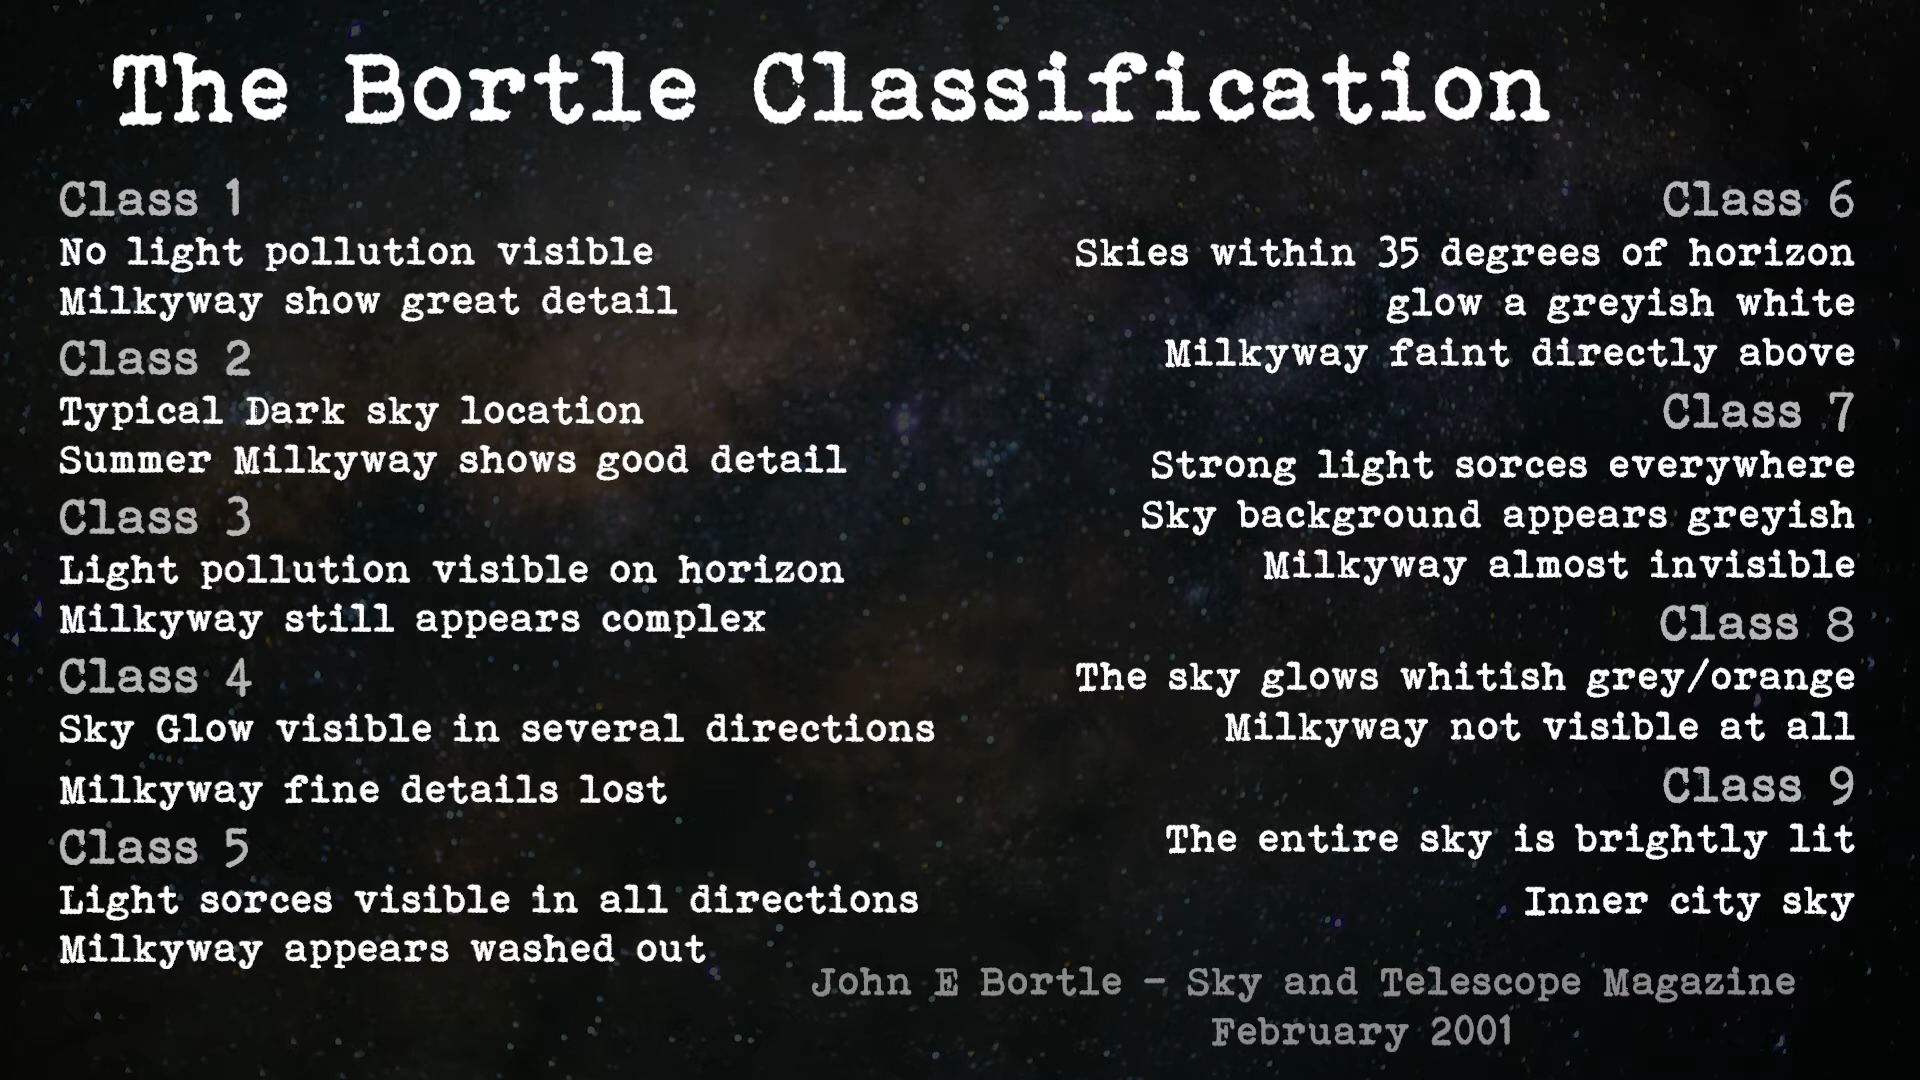 The Bortle Classification
Class 1
No light pollution visible
Milkyway show great detail
Class 2
Typical Dark sky location
Summer Milkyway shows good detail
Class 3
Light pollution visible on horizon
Milkyway still appears complex
Class 4
Sky Glow visible in several directions
Milkyway fine details lost
Class 5
Light sorces visible in all directions
Milkyway appears washed out
Class 6
Skies within 35 degrees of horizon
glow a greyish white
Milkyway faint directly above
Class 7
Strong light sorces everywhere
Sky background appears greyish
Milkyway almost invisible
Class 8
The sky glows whitish grey/orange
Milkyway not visible at all
Class 9
The entire sky is brightly lit
Inner city sky
John E Bortle - Sky and Telescope Magazine
February 2001